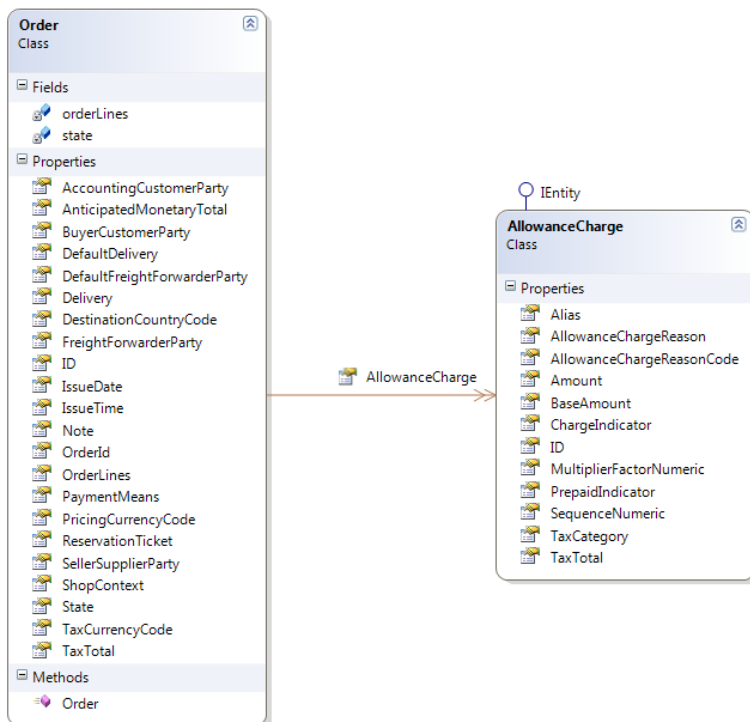 Order
Class
Fields
orderLines
state
Properties
AccountingCustomerParty
AnticipatedMonetaryTotal
BuyerCustomerParty
DefaultDelivery
DefaultFreightForwarderParty
Delivery
DestinationCountryCode
FreightForwarderParty
ID
IssueDate
IssueTime
Note
OrderId
OrderLines
PaymentMeans
PricingCurrencyCode
ReservationTicket
SellerSupplierParty
ShopContext
State
TaxCurrencyCode
TaxTotal
Methods
Order
AllowanceCharge
IEntity
AllowanceCharge
Class
Properties
Alias
AllowanceChargeReason
AllowanceChargeReasonCode
Amount
BaseAmount
ChargeIndicator
ID
MultiplierFactorNumeric
PrepaidIndicator
SequenceNumeric
TaxCategory
TaxTotal